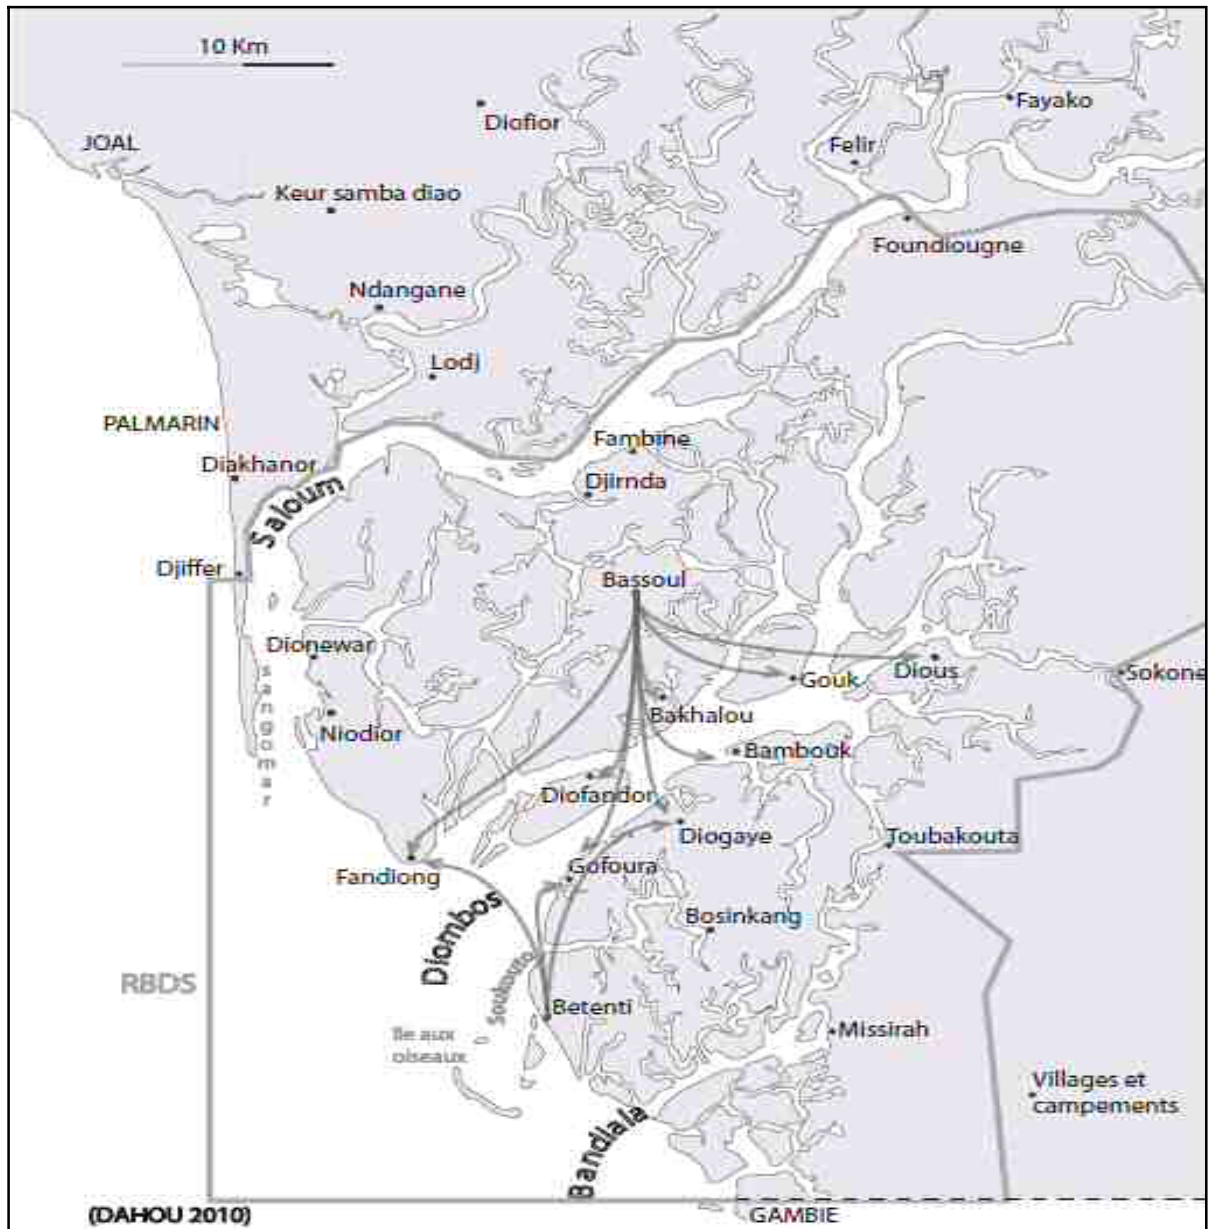 10 Km
Diofior
Fayako
JOAL
Felir
Keur samba diao
Foundiougne
Ndangane
Lodj
PALMARIN
Fambine
Diakhanor
Djirnda
Saloum
Djiffer
Bassoul
Dionewar
Dious
Sokone
Gouk
sangomar
Bakhalou
Niodior
Bambouk
Diofandor
Diogaye
Toubakouta
Gofoura
Fandiong
Diombos
Bosinkang
RBDS
Soukouto
Betenti
Ile aux
oiseaux
Missirah
Villages et
campements
Bandiala
(DAHOU 2010)
GAMBIE